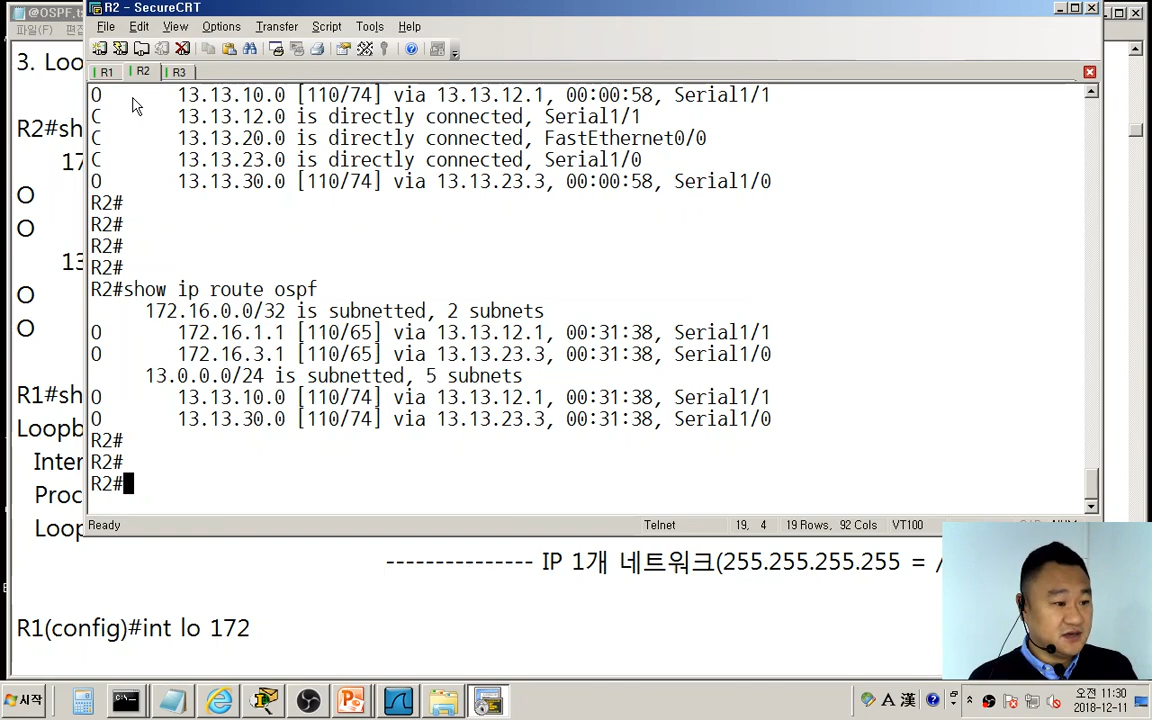 @OSPF.t
R2 - SecureCRT
파일(F)
File Edit View Options Transfer Script Tools Help
3. Loo
R1 R2 R3
O 13.13.10.0 [110/74] via 13.13.12.1, 00:00:58, Serial1/1
C 13.13.12.0 is directly connected, Serial1/1
R2#sh
C 13.13.20.0 is directly connected, FastEthernet0/0
17
C 13.13.23.0 is directly connected, Serial1/0
O 13.13.30.0 [110/74] via 13.13.23.3, 00:00:58, Serial1/0
O
R2#
O
R2#
R2#
13
R2#
R2#show ip route ospf
O
172.16.0.0/32 is subnetted, 2 subnets
O
O 172.16.1.1 [110/65] via 13.13.12.1, 00:31:38, Serial1/1
O 172.16.3.1 [110/65] via 13.13.23.3, 00:31:38, Serial1/0
13.0.0.0/24 is subnetted, 5 subnets
R1#sh
O 13.13.10.0 [110/74] via 13.13.12.1, 00:31:38, Serial1/1
O 13.13.30.0 [110/74] via 13.13.23.3, 00:31:38, Serial1/0
Loopb
R2#
Inter
R2#
R2#
Proc
Loop
Ready Telnet 19, 4 19 Rows, 92 Cols VT100
--------------- IP 1개 네트워크(255.255.255.255 = /
R1(config)#int lo 172
시작
A 漢
오전 11:30
2018-12-11